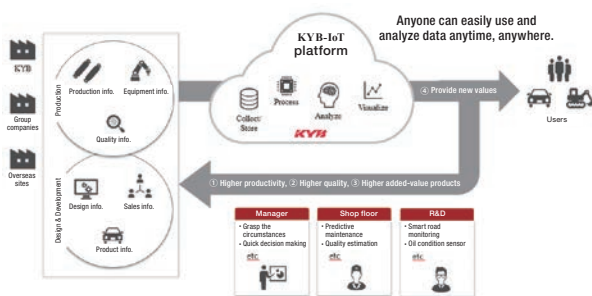 KYB
Group
companies
Overseas
sites
Production
Production info.
Equipment info.
Quality info.
Design & Development
Design info.
Sales info.
Product info.
KYB-IoT
platform
Collect/
Store
Process
Analyze
Visualize
KYB
Anyone can easily use and
analyze data anytime, anywhere.
④ Provide new values
Users
① Higher productivity, ② Higher quality, ③ Higher added-value products
Manager
• Grasp the
circumstances
• Quick decision making
etc
Shop floor
• Predictive
maintenance
• Quality estimation
etc
R&D
• Smart road
monitoring
• Oil condition sensor
etc